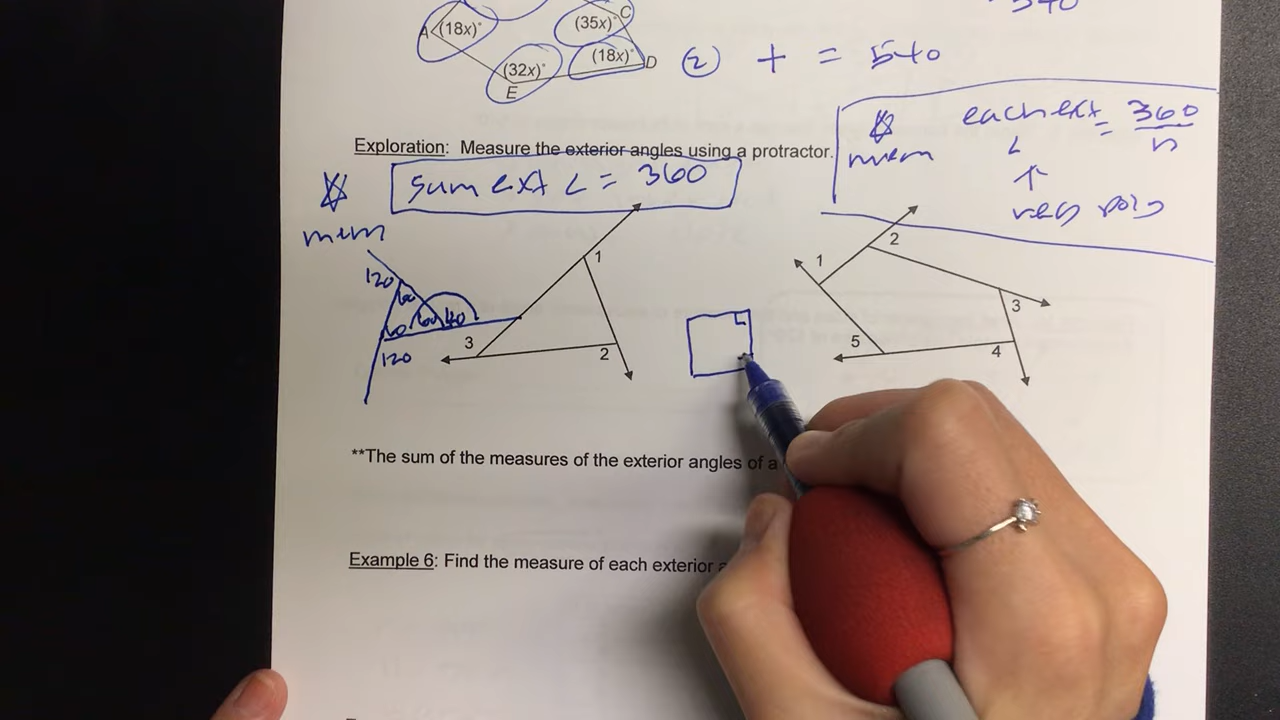 540
A (18x)° (35x)° C
(32x)° (18x)° D ② + = 540
E
each ext = 360
mem ∠ n
↑
reg poly
Exploration: Measure the exterior angles using a protractor.
sum ext ∠ = 360
mem
1 2
120 60 1
3
60 60 120
120 3 2 5 4
**The sum of the measures of the exterior angles of a
Example 6: Find the measure of each exterior a